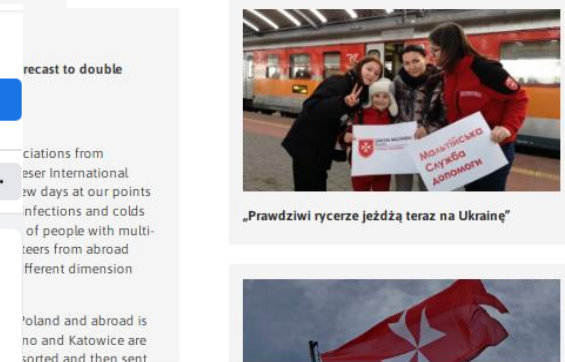 recast to double
ciations from
eser International
ew days at our points
infections and colds
of people with multi-
teers from abroad
fferent dimension
Poland and abroad is
no and Katowice are
sorted and then sent
Мальтійська
Служба
допомоги
„Prawdziwi rycerze jeżdżą teraz na Ukrainę”